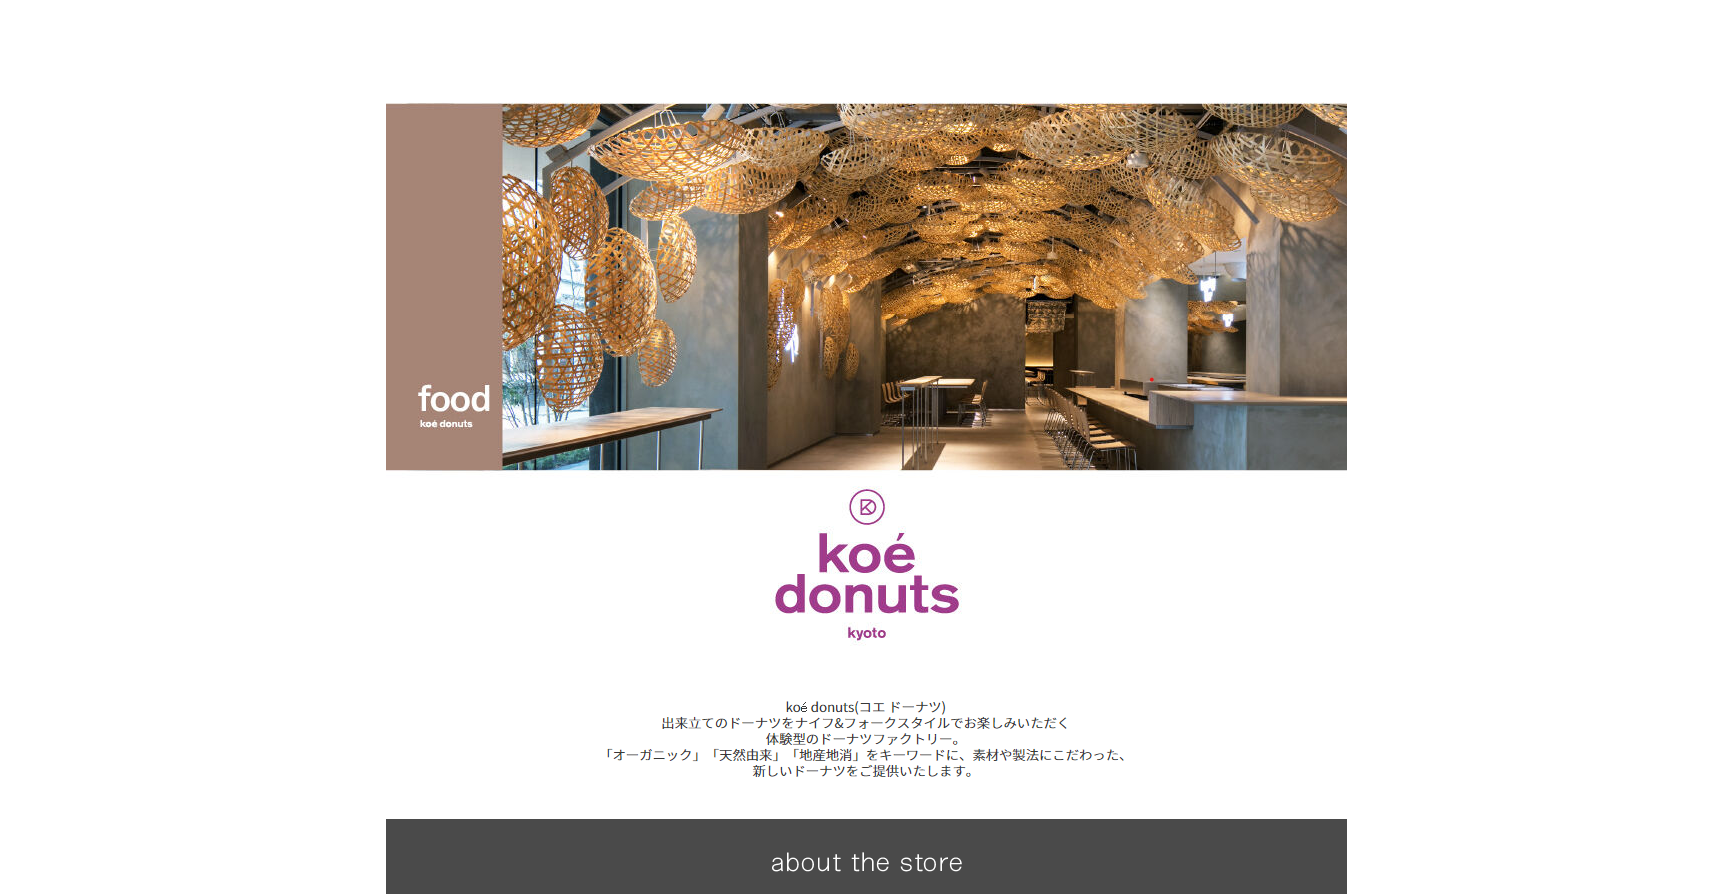 food
koé donuts
koé
donuts
kyoto
koé donuts(コエ ドーナツ)
出来立てのドーナツをナイフ&フォークスタイルでお楽しみいただく
体験型のドーナツファクトリー。
「オーガニック」「天然由来」「地産地消」をキーワードに、素材や製法にこだわった、
新しいドーナツをご提供いたします。
about the store